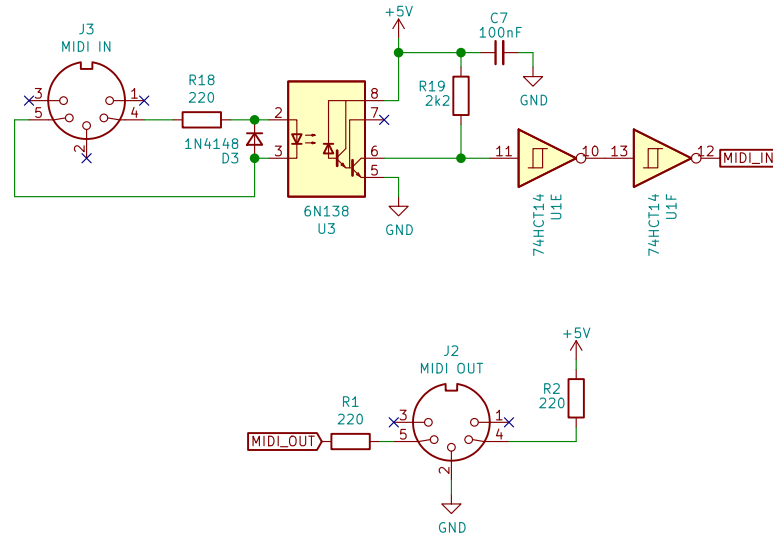 +5V
C7
100nF
J3
MIDI IN
R18
220
R19
2k2
GND
3
1
5
4
2
1N4148
D3
2
3
8
7
6
5
6N138
U3
GND
11
10
13
12
MIDI_IN
74HCT14
U1E
74HCT14
U1F
+5V
J2
MIDI OUT
R2
220
R1
220
3
1
MIDI_OUT
5
4
2
GND